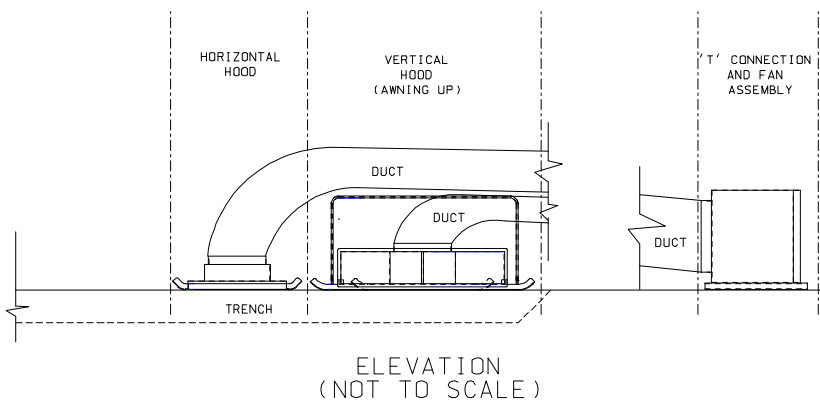 HORIZONTAL
HOOD
VERTICAL
HOOD
(AWNING UP)
'T' CONNECTION
AND FAN
ASSEMBLY
DUCT
DUCT
DUCT
TRENCH
ELEVATION
(NOT TO SCALE)